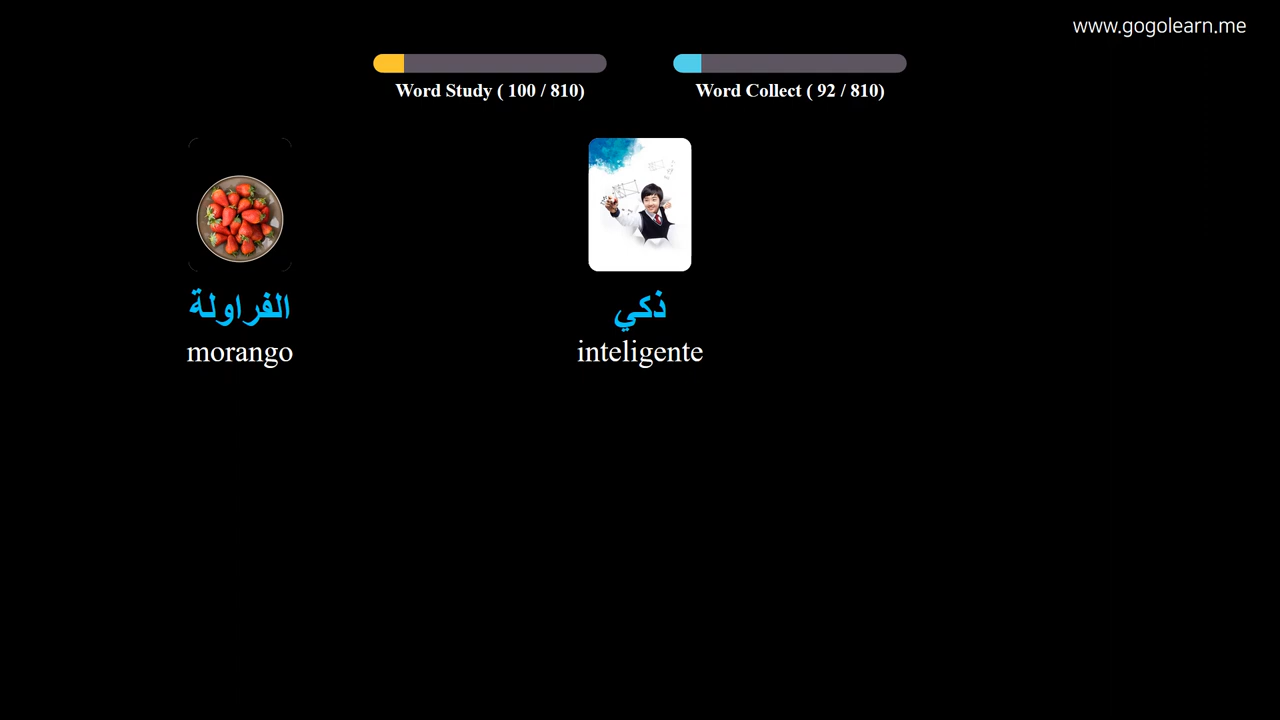 www.gogolearn.me
Word Study ( 100 / 810)
Word Collect ( 92 / 810)
الفراولة
morango
ذكي
inteligente